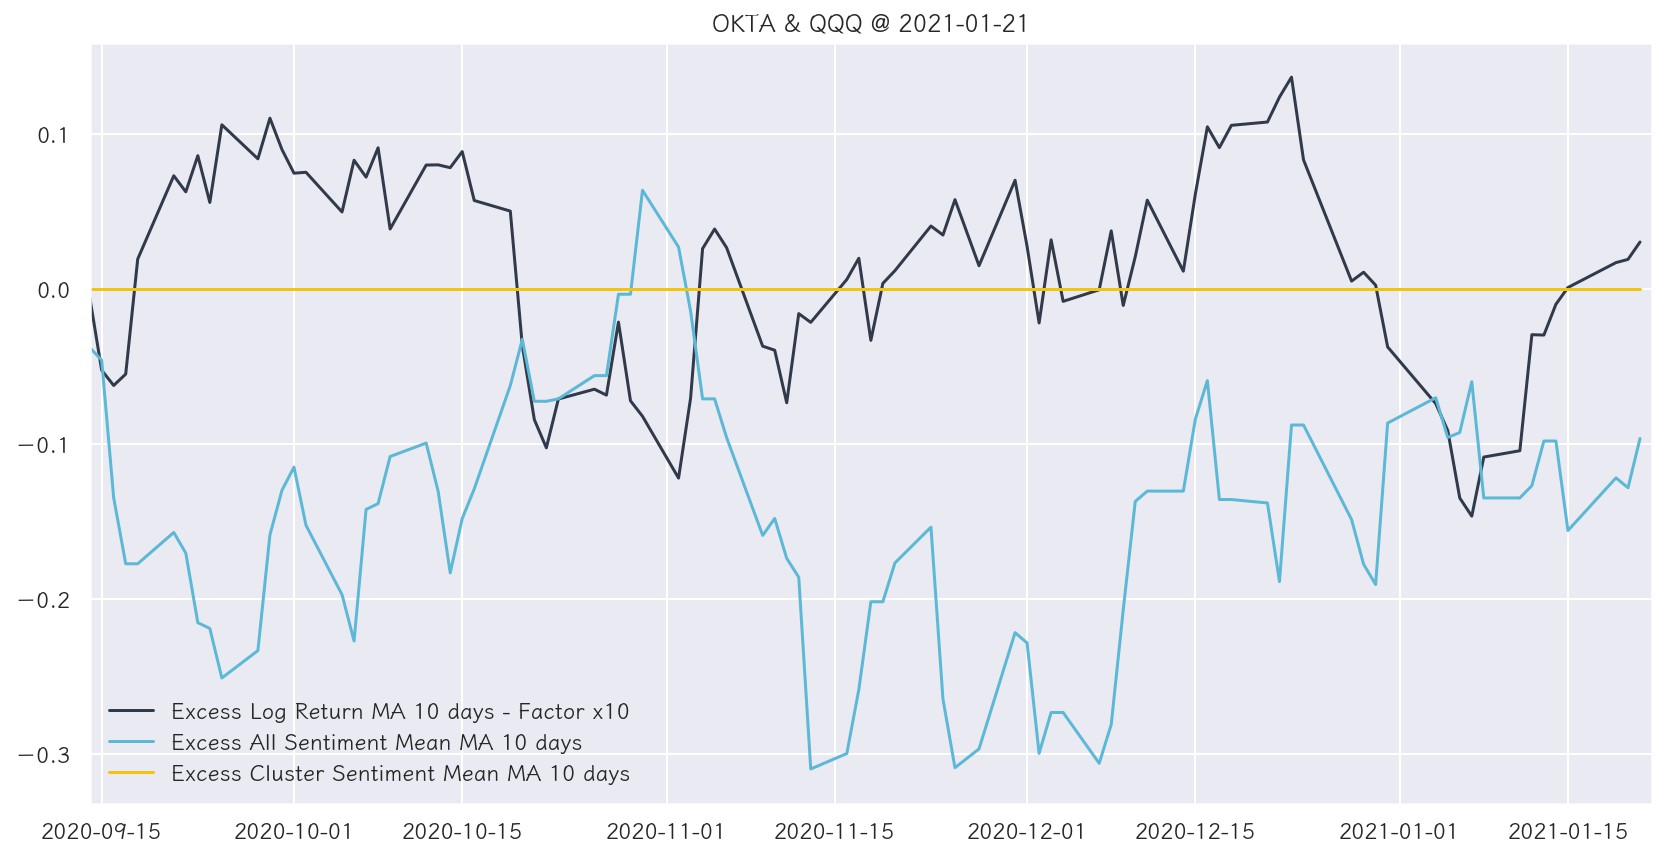 OKTA & QQQ @ 2021-01-21
0.1
0.0
−0.1
−0.2
−0.3
Excess Log Return MA 10 days - Factor x10
Excess All Sentiment Mean MA 10 days
Excess Cluster Sentiment Mean MA 10 days
2020-09-15 2020-10-01 2020-10-15 2020-11-01 2020-11-15 2020-12-01 2020-12-15 2021-01-01 2021-01-15